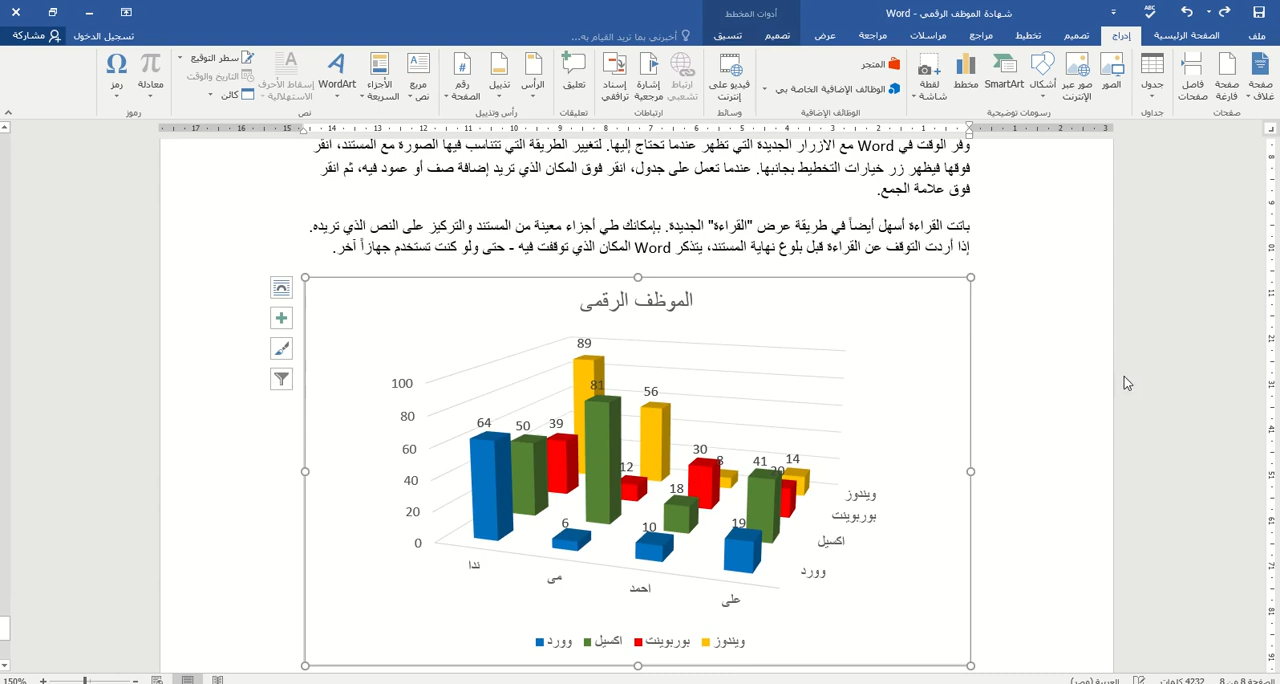 شهادة الموظف الرقمي - Word
أدوات المخطط
ملف
الصفحة الرئيسية
إدراج
تصميم
تخطيط
مراجع
مراسلات
مراجعة
عرض
تصميم
تنسيق
أخبرني بما تريد القيام به...
تسجيل الدخول
مشاركة
صفحة غلاف
صفحة فارغة
فاصل صفحات
صفحات
جدول
جداول
الصور
صور عبر الإنترنت
أشكال
SmartArt
مخطط
لقطة شاشة
رسومات توضيحية
المتجر
الوظائف الإضافية الخاصة بي
الوظائف الإضافية
فيديو على إنترنت
وسائط
ارتباط تشعبي
إشارة مرجعية
إسناد ترافقي
ارتباطات
تعليق
تعليقات
الرأس
تذييل
رقم الصفحة
رأس وتذييل
مربع نص
الأجزاء السريعة
WordArt
إسقاط الأحرف الاستهلالية
سطر التوقيع
التاريخ والوقت
كائن
نص
معادلة
رمز
رموز
وفر الوقت في Word مع الازرار الجديدة التي تظهر عندما تحتاج إليها. لتغيير الطريقة التي تتناسب فيها الصورة مع المستند، انقر
فوقها فيظهر زر خيارات التخطيط بجانبها. عندما تعمل على جدول، انقر فوق المكان الذي تريد إضافة صف أو عمود فيه، ثم انقر
فوق علامة الجمع.
باتت القراءة أسهل أيضاً في طريقة عرض "القراءة" الجديدة. بإمكانك طي أجزاء معينة من المستند والتركيز على النص الذي تريده.
إذا أردت التوقف عن القراءة قبل بلوغ نهاية المستند، يتذكر Word المكان الذي توقفت فيه - حتى ولو كنت تستخدم جهازاً آخر.
الموظف الرقمى
100
80
60
40
20
0
64 50 39 89
6 81 12 56
10 18 30 8
19 41 20 14
ندا
مى
احمد
على
ويندوز
بوربوينت
اكسيل
وورد
وورد اكسيل بوربوينت ويندوز
الصفحة 8 من 8
4232 كلمات
العربية (مصر)
150%